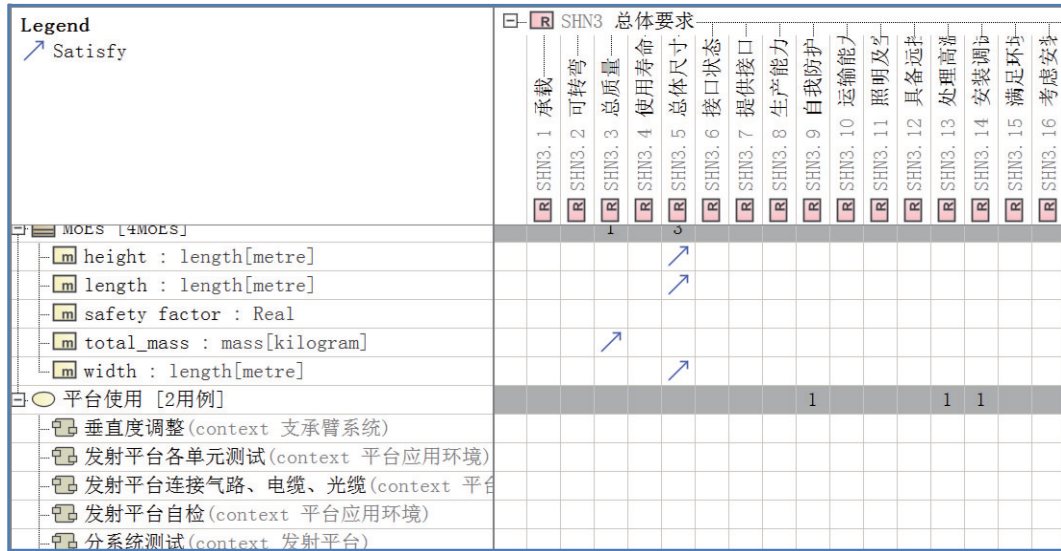 Legend
Satisfy
R SHN3 总体要求
R SHN3.1 承载
R SHN3.2 可转弯
R SHN3.3 总质量
R SHN3.4 使用寿命
R SHN3.5 总体尺寸
R SHN3.6 接口状态
R SHN3.7 提供接口
R SHN3.8 生产能力
R SHN3.9 自我防护
R SHN3.10 运输能
R SHN3.11 照明及
R SHN3.12 具备远
R SHN3.13 处理高
R SHN3.14 安装调
R SHN3.15 满足环
R SHN3.16 考虑安
MoEs [4MoEs] 1 3
m height : length[metre]
m length : length[metre]
m safety factor : Real
m total_mass : mass[kilogram]
m width : length[metre]
平台使用 [2用例] 1 1 1
垂直度调整(context 支承臂系统)
发射平台各单元测试(context 平台应用环境)
发射平台连接气路、电缆、光缆(context 平
发射平台自检(context 平台应用环境)
分系统测试(context 发射平台)